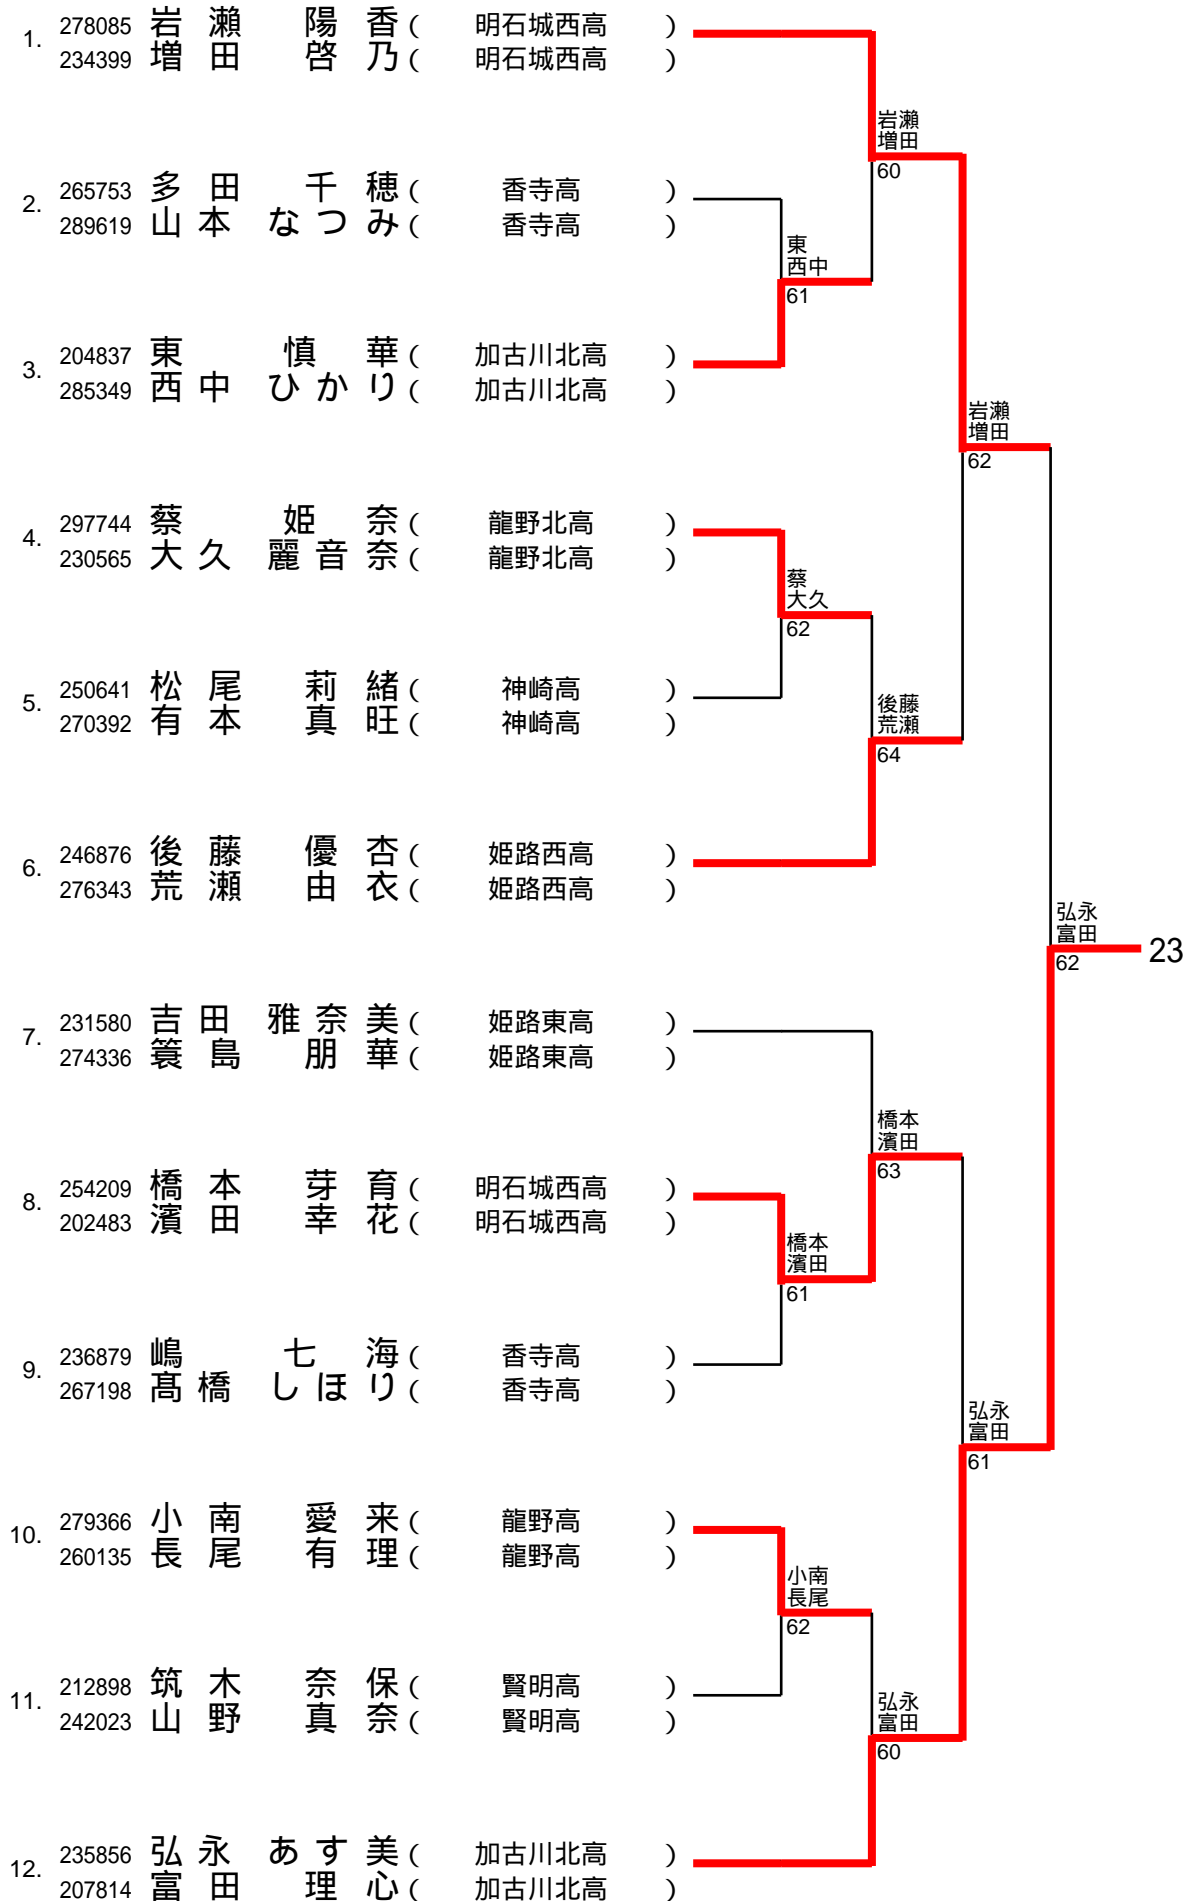 1. 278085 岩瀬 陽香 ( 明石城西高 )
234399 増田 啓乃 ( 明石城西高 )
岩瀬
増田
60
2. 265753 多田 千穂 ( 香寺高 )
289619 山本 なつみ ( 香寺高 )
東
西中
61
3. 204837 東 慎華 ( 加古川北高 )
285349 西中 ひかり ( 加古川北高 )
岩瀬
増田
62
4. 297744 蔡 姫奈 ( 龍野北高 )
230565 大久 麗音奈 ( 龍野北高 )
蔡
大久
62
5. 250641 松尾 莉緒 ( 神崎高 )
270392 有本 真旺 ( 神崎高 )
後藤
荒瀬
64
6. 246876 後藤 優杏 ( 姫路西高 )
276343 荒瀬 由衣 ( 姫路西高 )
弘永
富田
62
23
7. 231580 吉田 雅奈美 ( 姫路東高 )
274336 簑島 朋華 ( 姫路東高 )
橋本
濱田
63
8. 254209 橋本 芽育 ( 明石城西高 )
202483 濱田 幸花 ( 明石城西高 )
橋本
濱田
61
9. 236879 嶋 七海 ( 香寺高 )
267198 髙橋 しほり ( 香寺高 )
弘永
富田
61
10. 279366 小南 愛来 ( 龍野高 )
260135 長尾 有理 ( 龍野高 )
小南
長尾
62
11. 212898 筑木 奈保 ( 賢明高 )
242023 山野 真奈 ( 賢明高 )
弘永
富田
60
12. 235856 弘永 あす美 ( 加古川北高 )
207814 富田 理心 ( 加古川北高 )